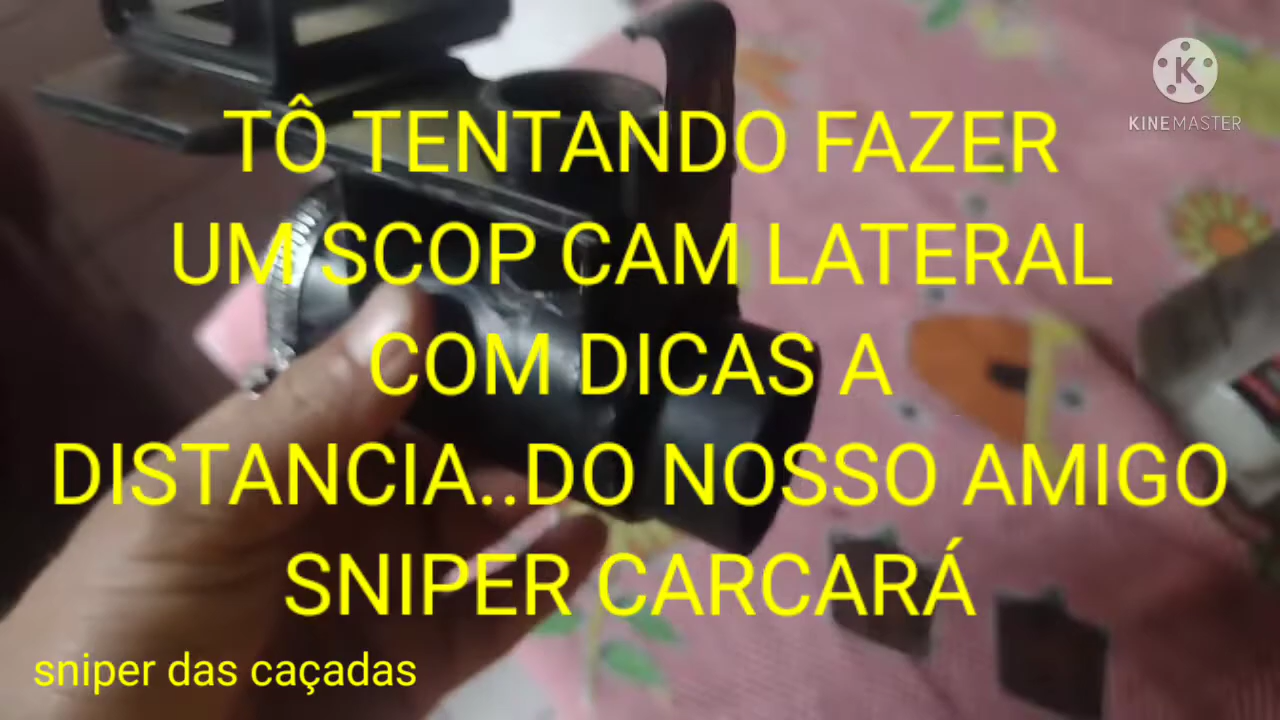 TÔ TENTANDO FAZER
UM SCOP CAM LATERAL
COM DICAS A
DISTANCIA..DO NOSSO AMIGO
SNIPER CARCARÁ
sniper das caçadas
K
KINEMASTER